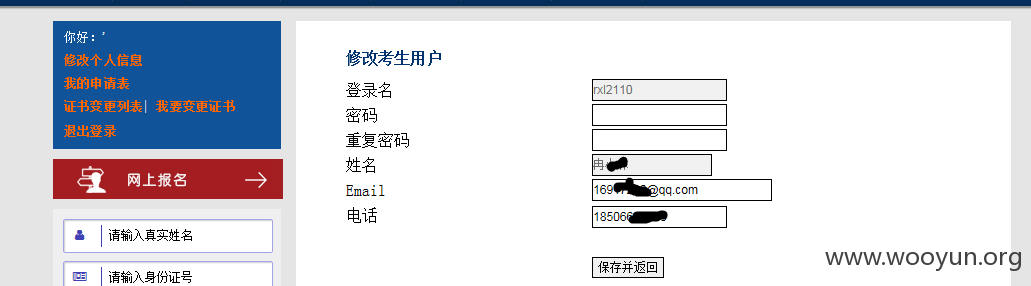 你好：'
修改个人信息
我的申请表
证书变更列表| 我要变更证书
退出登录
网上报名
请输入真实姓名
请输入身份证号
修改考生用户
登录名 rxl2110
密码
重复密码
姓名 冉
Email 169 @qq.com
电话 185066
保存并返回
www.wooyun.org